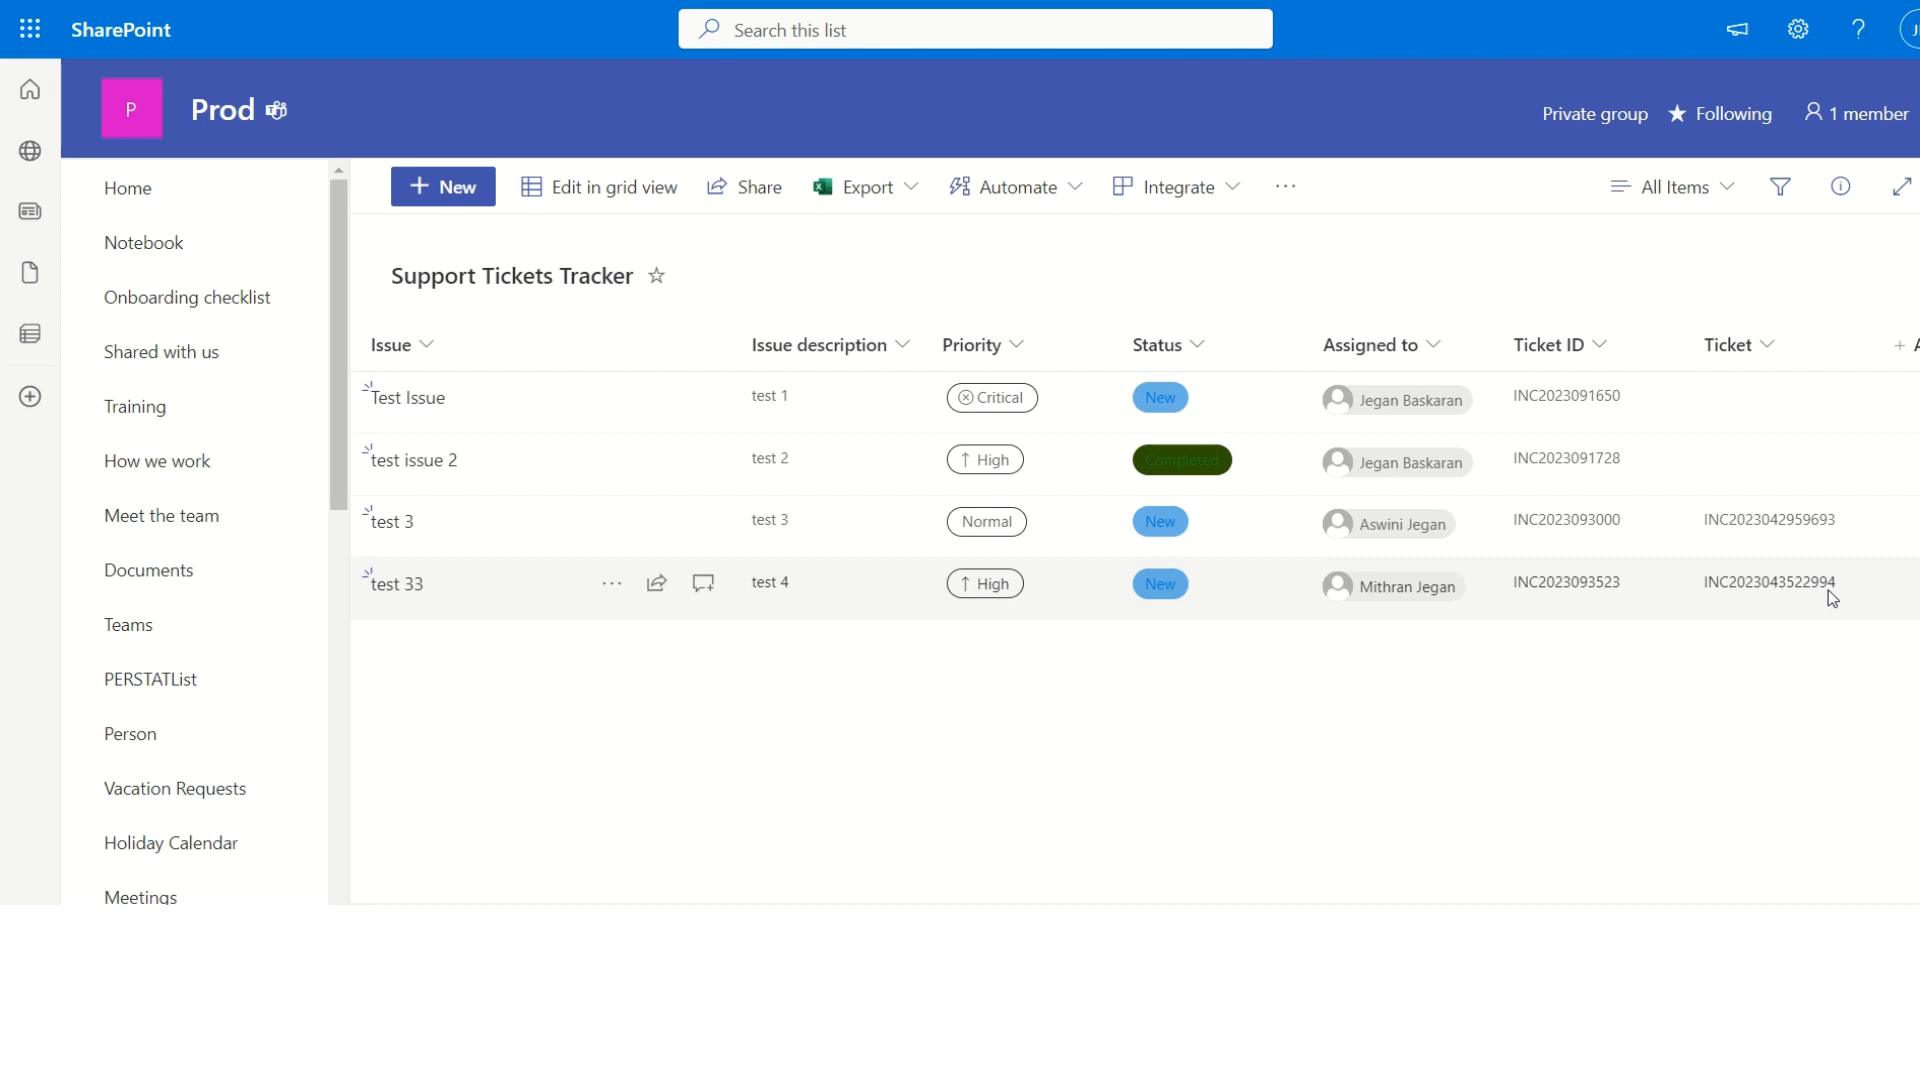 SharePoint
Search this list
P
Prod
Private group
Following
1 member
Home
Notebook
Onboarding checklist
Shared with us
Training
How we work
Meet the team
Documents
Teams
PERSTATList
Person
Vacation Requests
Holiday Calendar
Meetings
+ New
Edit in grid view
Share
Export
Automate
Integrate
...
All Items
Support Tickets Tracker
Issue Issue description Priority Status Assigned to Ticket ID Ticket
Test Issue test 1 Critical New Jegan Baskaran INC2023091650
test issue 2 test 2 High Completed Jegan Baskaran INC2023091728
test 3 test 3 Normal New Aswini Jegan INC2023093000 INC2023042959693
test 33 ... test 4 High New Mithran Jegan INC2023093523 INC2023043522994